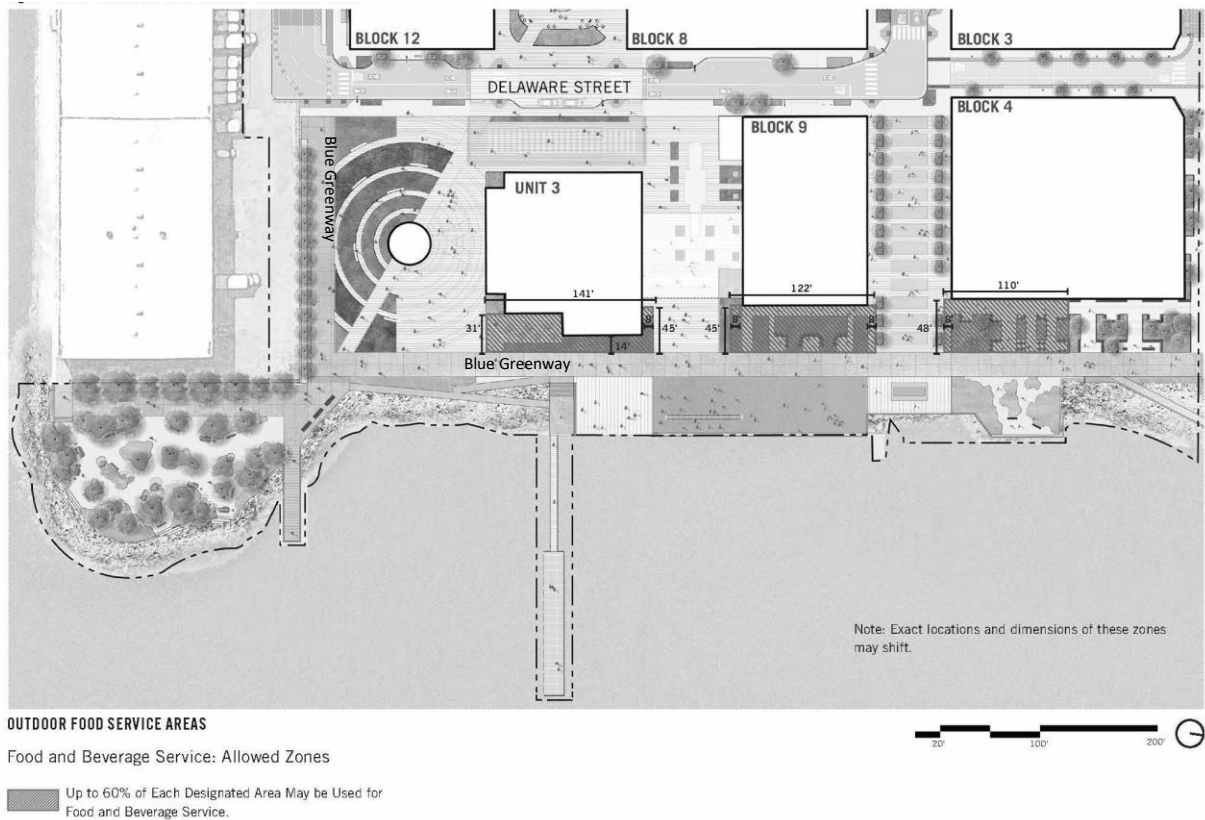 BLOCK 12
BLOCK 8
BLOCK 3
DELAWARE STREET
BLOCK 4
BLOCK 9
Blue Greenway
UNIT 3
141'
122'
110'
31'
8'
45'
45'
8'
8'
48'
8'
14'
Blue Greenway
Note: Exact locations and dimensions of these zones
may shift.
OUTDOOR FOOD SERVICE AREAS
Food and Beverage Service: Allowed Zones
20'
100'
200'
Up to 60% of Each Designated Area May be Used for
Food and Beverage Service.